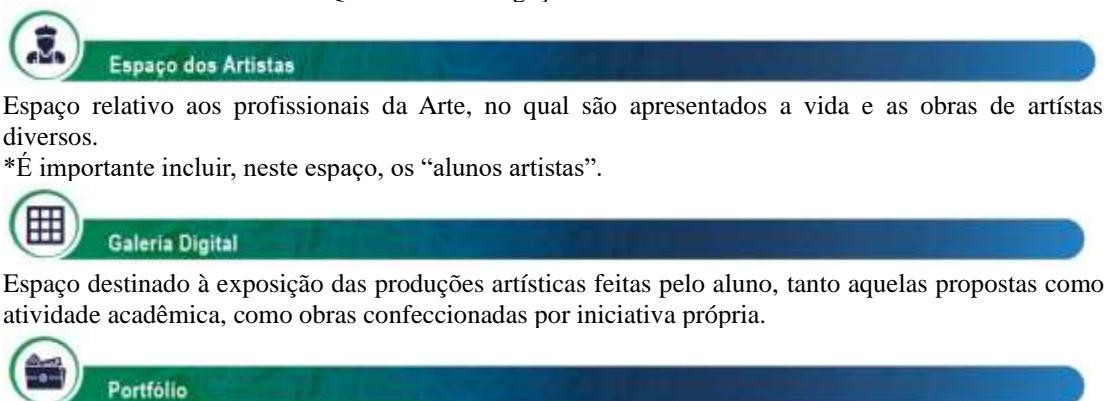 Espaço dos Artistas
Espaço relativo aos profissionais da Arte, no qual são apresentados a vida e as obras de artístas
diversos.
*É importante incluir, neste espaço, os “alunos artistas”.
Galeria Digital
Espaço destinado à exposição das produções artísticas feitas pelo aluno, tanto aquelas propostas como
atividade acadêmica, como obras confeccionadas por iniciativa própria.
Portfólio